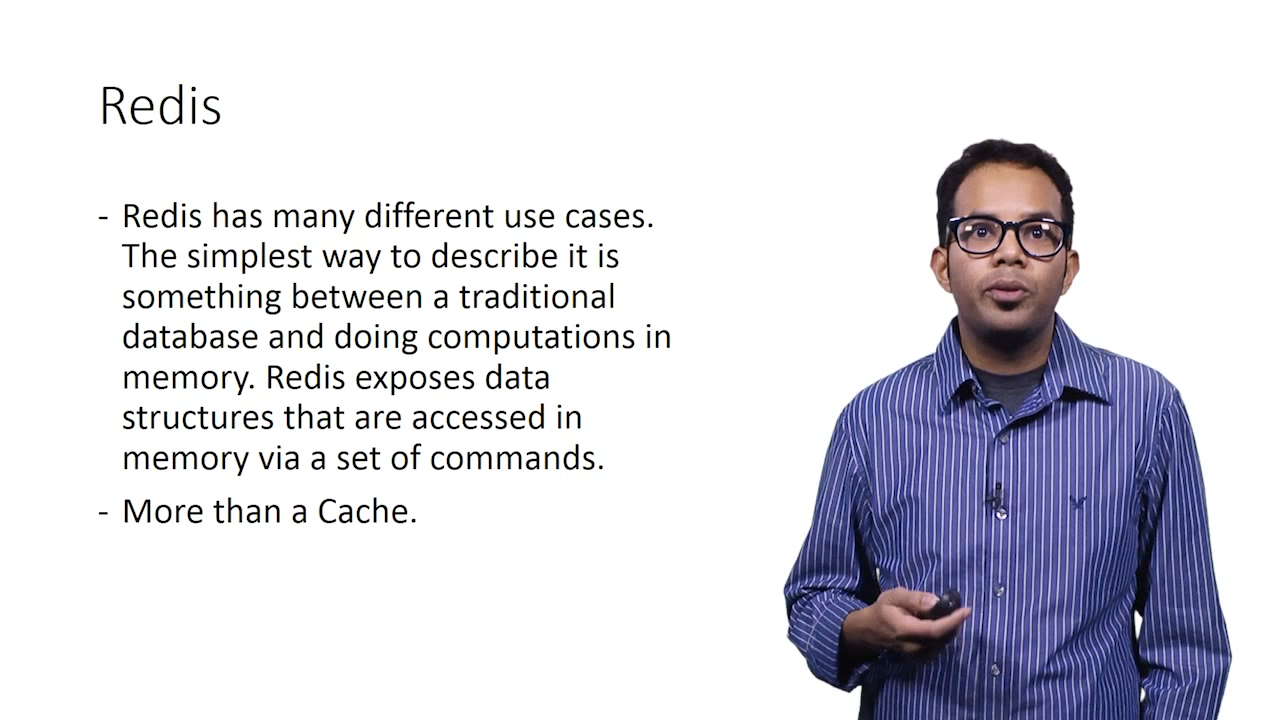 Redis
- Redis has many different use cases.
The simplest way to describe it is
something between a traditional
database and doing computations in
memory. Redis exposes data
structures that are accessed in
memory via a set of commands.
- More than a Cache.